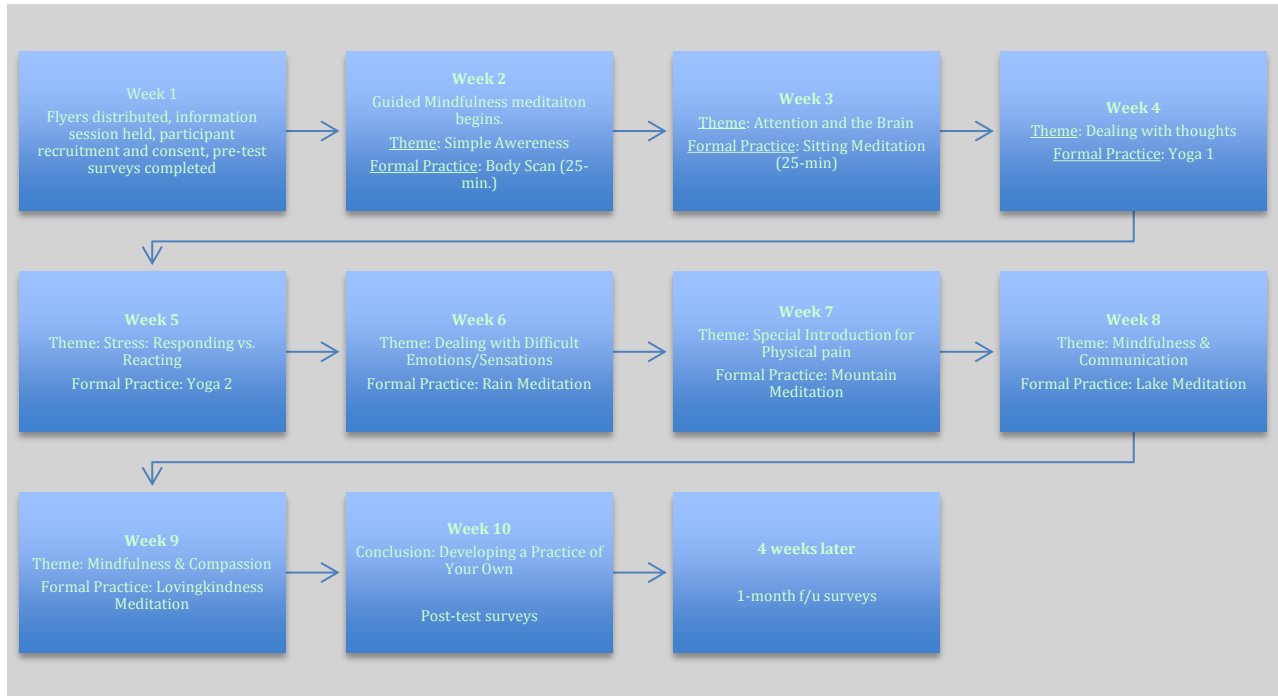 Week 1
Flyers distributed, information
session held, participant
recruitment and consent, pre-test
surveys completed
Week 2
Guided Mindfulness meditaiton
begins.
Theme: Simple Awereness
Formal Practice: Body Scan (25-
min.)
Week 3
Theme: Attention and the Brain
Formal Practice: Sitting Meditation
(25-min)
Week 4
Theme: Dealing with thoughts
Formal Practice: Yoga 1
Week 5
Theme: Stress: Responding vs.
Reacting
Formal Practice: Yoga 2
Week 6
Theme: Dealing with Difficult
Emotions/Sensations
Formal Practice: Rain Meditation
Week 7
Theme: Special Introduction for
Physical pain
Formal Practice: Mountain
Meditation
Week 8
Theme: Mindfulness &
Communication
Formal Practice: Lake Meditation
Week 9
Theme: Mindfulness & Compassion
Formal Practice: Lovingkindness
Meditation
Week 10
Conclusion: Developing a Practice of
Your Own
Post-test surveys
4 weeks later
1-month f/u surveys